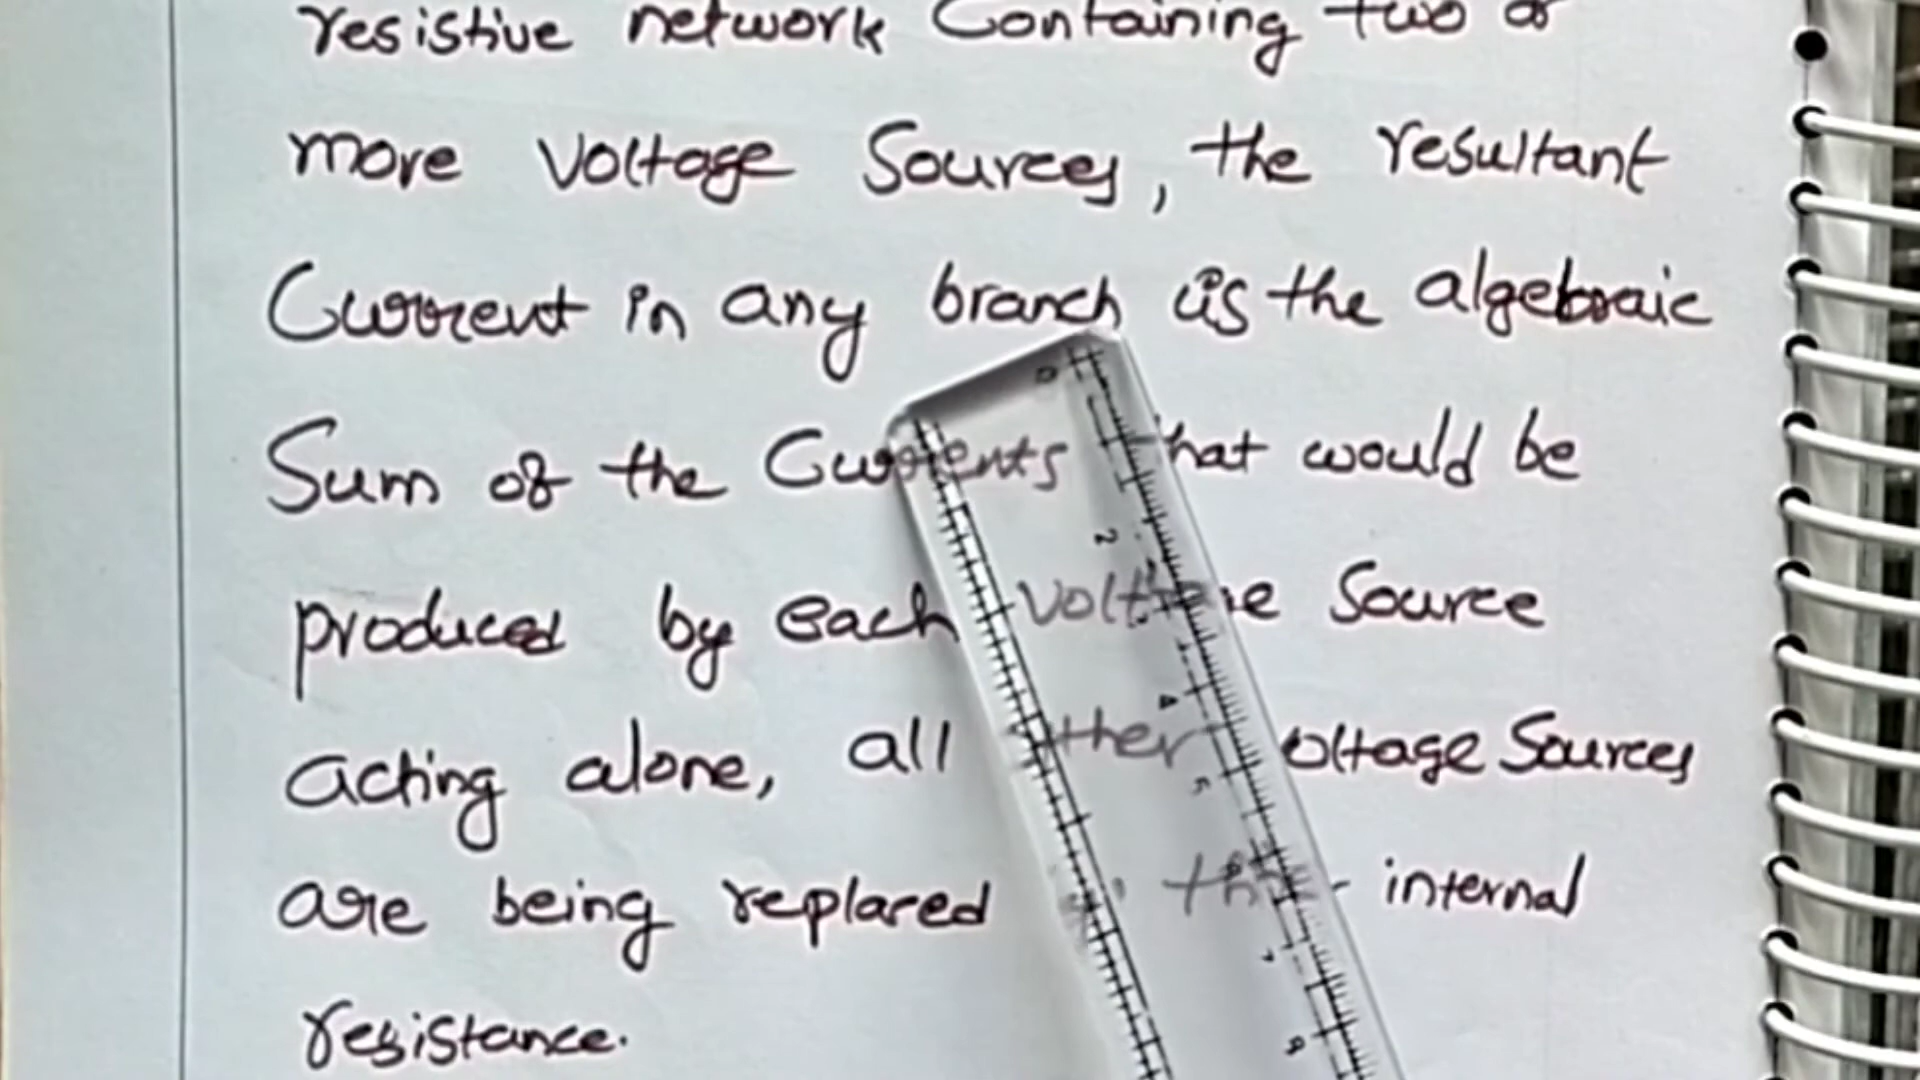 resistive network Containing two or
more Voltage Sources, the resultant
Current in any branch is the algebraic
Sum of the Currents that would be
produced by each voltage Source
acting alone, all other voltage Sources
are being replaced their internal
resistance.